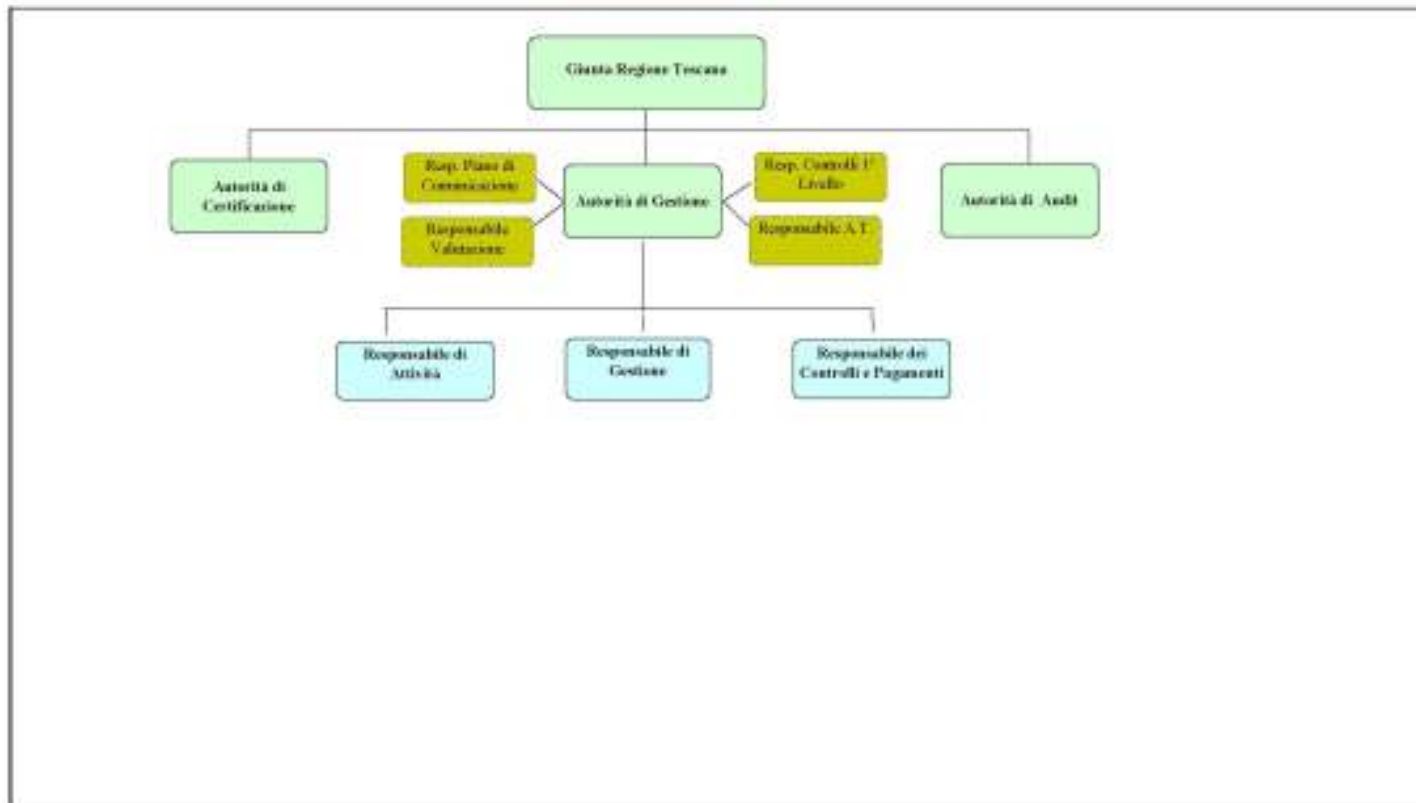 Giunta Regione Toscana
Autorità di
Certificazione
Resp. Piano di
Comunicazione
Responsabile
Valutazione
Autorità di Gestione
Resp. Controlli 1°
Livello
Responsabile A.T.
Autorità di Audit
Responsabile di
Attività
Responsabile di
Gestione
Responsabile dei
Controlli e Pagamenti